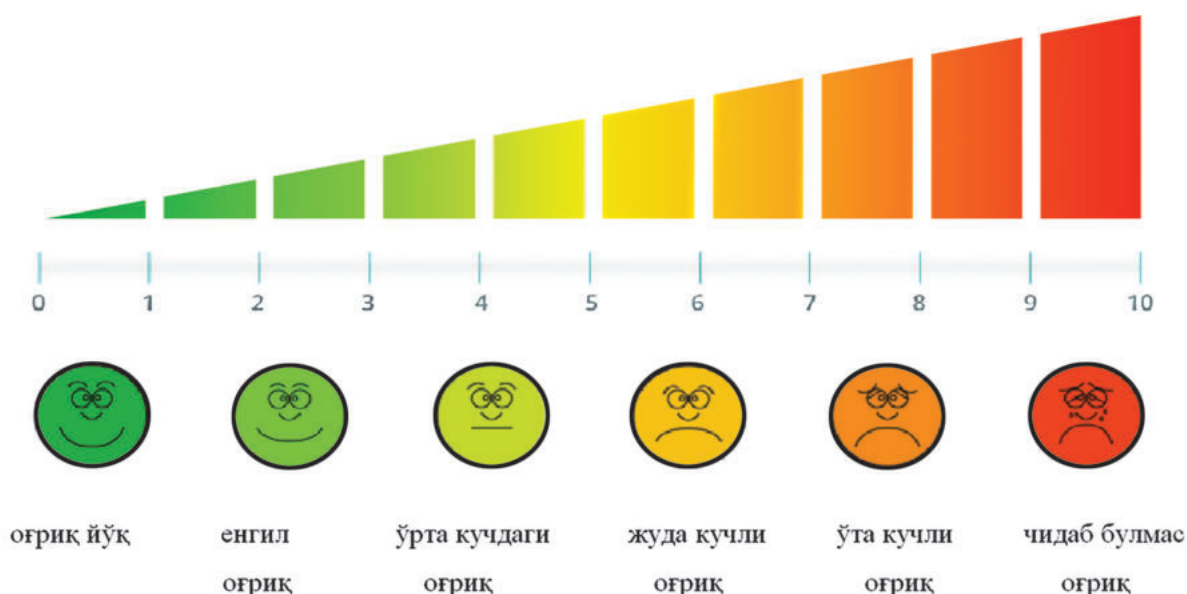 0 1 2 3 4 5 6 7 8 9 10
оғриқ йўқ енгил ўрта кучдаги жуда кучли ўта кучли чидаб булмас
оғриқ оғриқ оғриқ оғриқ оғриқ